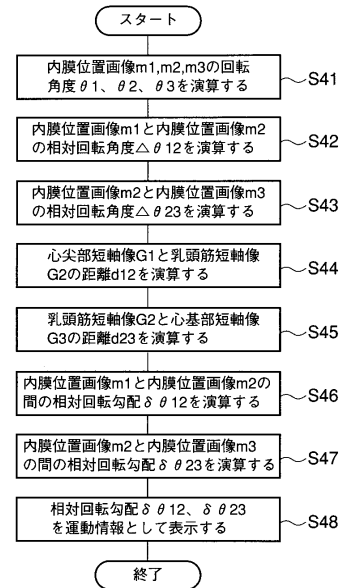 スタート
内膜位置画像m1,m2,m3の回転
角度θ1、θ2、θ3を演算する
S41
内膜位置画像m1と内膜位置画像m2
の相対回転角度△θ12を演算する
S42
内膜位置画像m2と内膜位置画像m3
の相対回転角度△θ23を演算する
S43
心尖部短軸像G1と乳頭筋短軸像
G2の距離d12を演算する
S44
乳頭筋短軸像G2と心基部短軸像
G3の距離d23を演算する
S45
内膜位置画像m1と内膜位置画像m2の
間の相対回転勾配δθ12を演算する
S46
内膜位置画像m2と内膜位置画像m3
の間の相対回転勾配δθ23を演算する
S47
相対回転勾配δθ12、δθ23
を運動情報として表示する
S48
終了